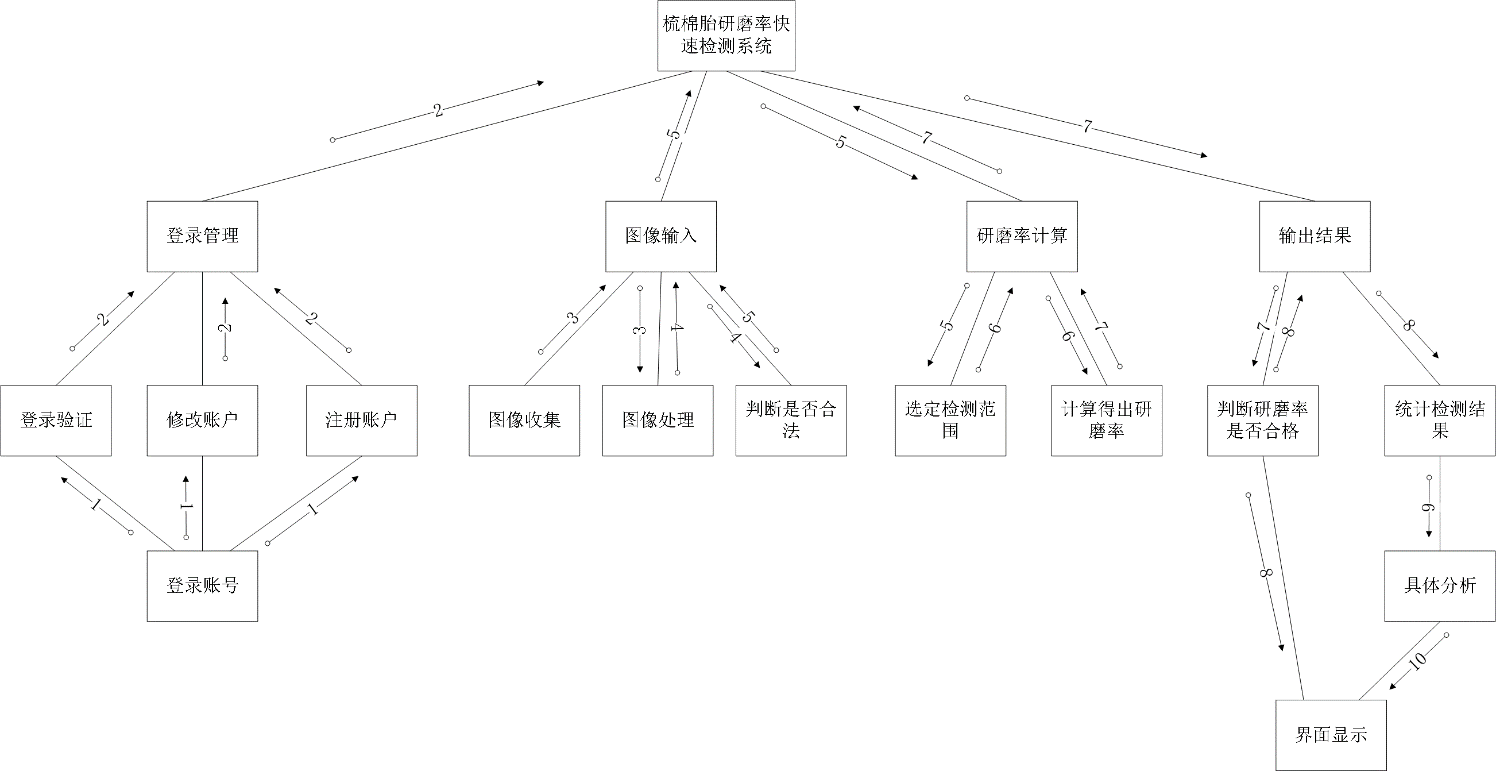 梳棉胎研磨率快
速检测系统
2
5
5
7
7
登录管理
图像输入
研磨率计算
输出结果
2
2
2
3
3
4
4
5
5
6
6
7
7
8
8
登录验证
修改账户
注册账户
图像收集
图像处理
判断是否合
法
选定检测范
围
计算得出研
磨率
判断研磨率
是否合格
统计检测结
果
1
1
1
8
9
登录账号
具体分析
10
界面显示